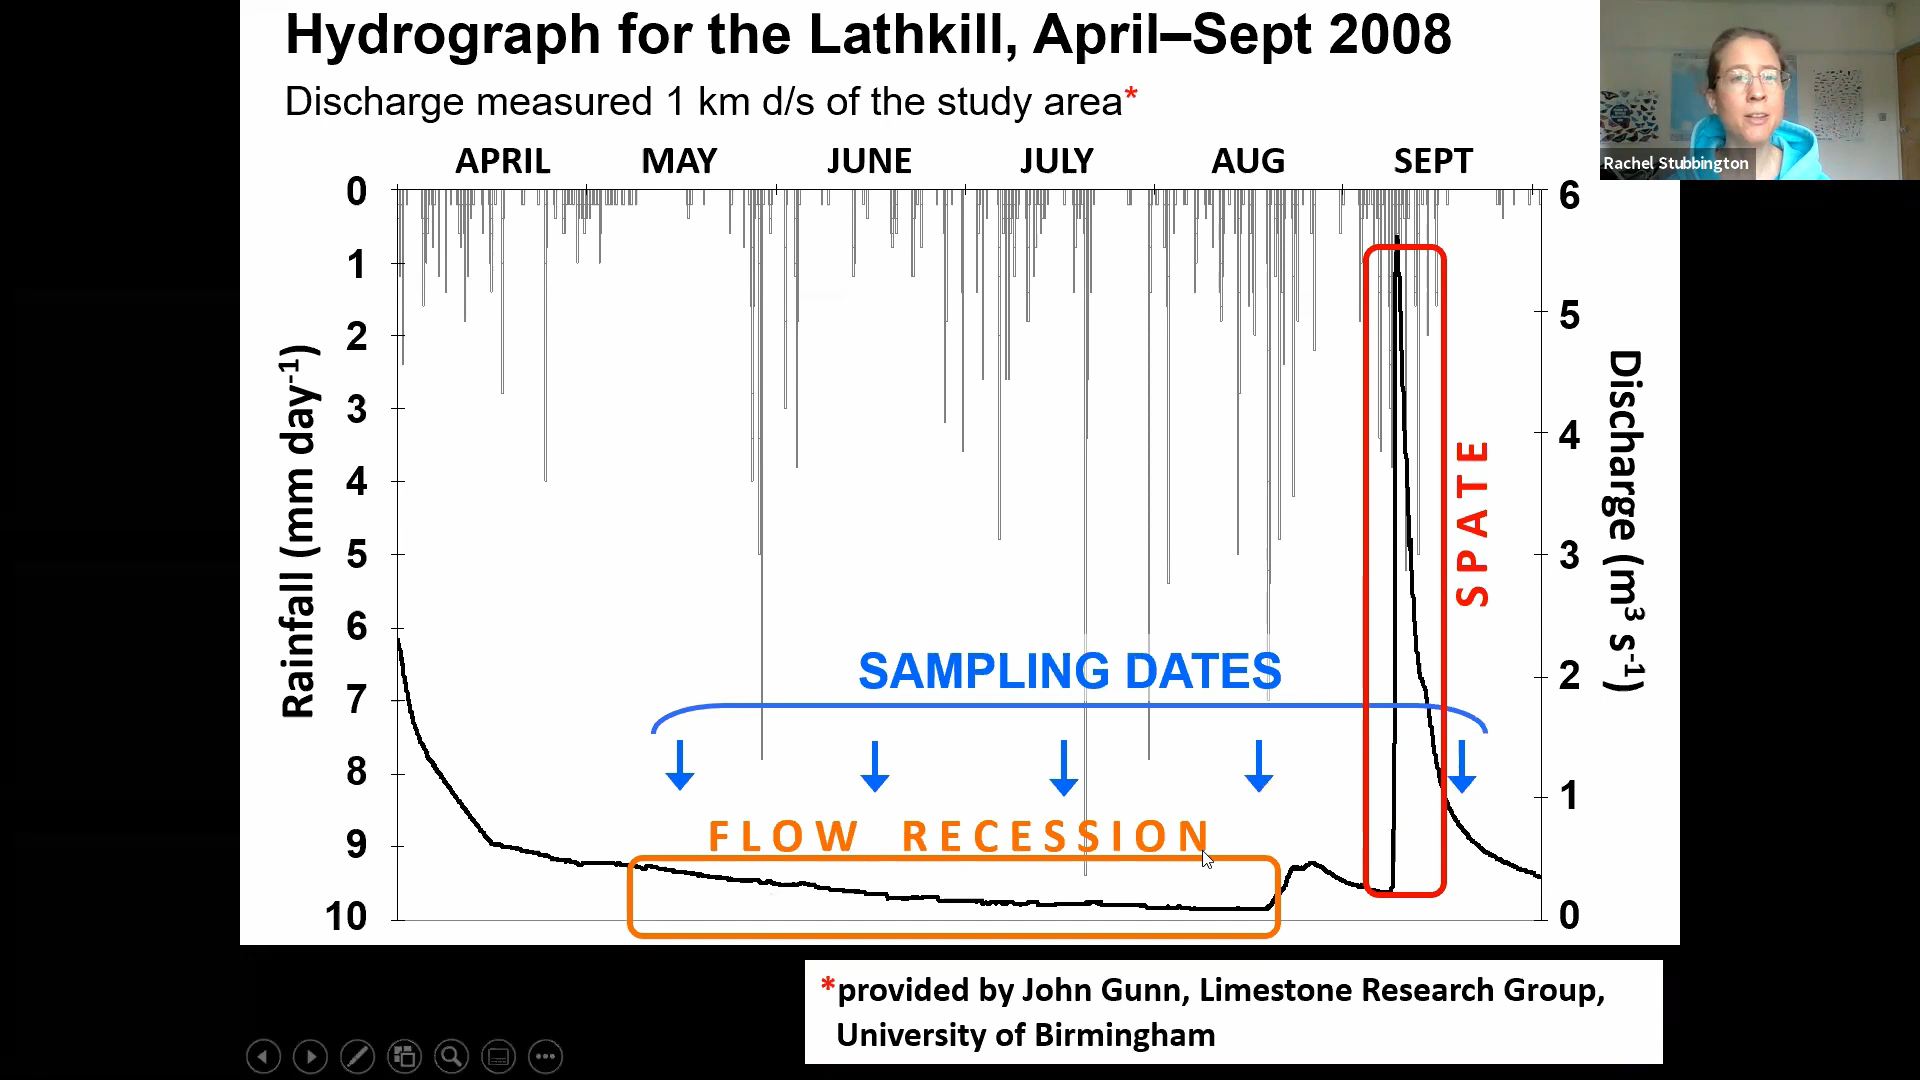 Hydrograph for the Lathkill, April–Sept 2008
Discharge measured 1 km d/s of the study area*
Rachel Stubbington
APRIL MAY JUNE JULY AUG SEPT
0
1
2
3
4
5
6
7
8
9
10
Rainfall (mm day-1)
6
5
4
3
2
1
0
Discharge (m3 s-1)
SPATE
SAMPLING DATES
FLOW RECESSION
*provided by John Gunn, Limestone Research Group,
University of Birmingham